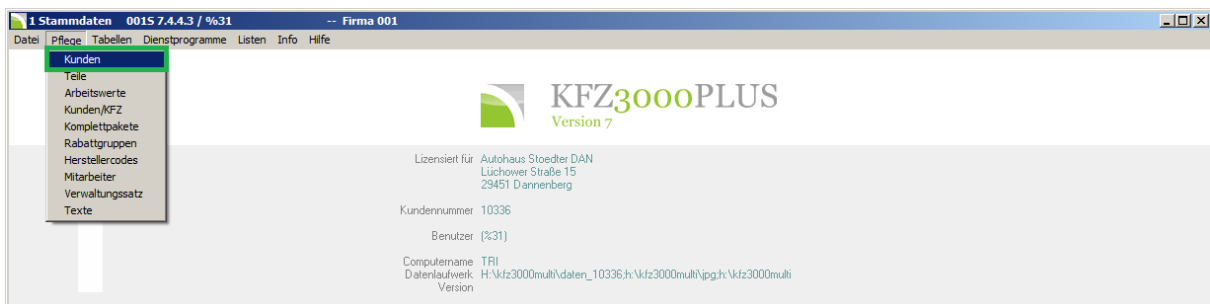 1 Stammdaten 001S 7.4.4.3 / %31 -- Firma 001
Datei Pflege Tabellen Dienstprogramme Listen Info Hilfe
Kunden
Teile
Arbeitswerte
Kunden/KFZ
Komplettpakete
Rabattgruppen
Herstellercodes
Mitarbeiter
Verwaltungssatz
Texte
KFZ3000PLUS
Version 7
Lizensiert für Autohaus Stoedter DAN
Lüchower Straße 15
29451 Dannenberg
Kundennummer 10336
Benutzer (%31)
Computername TRI
Datenlaufwerk H:\kfz3000multi\daten_10336;h:\kfz3000multi\jpg;h:\kfz3000multi
Version